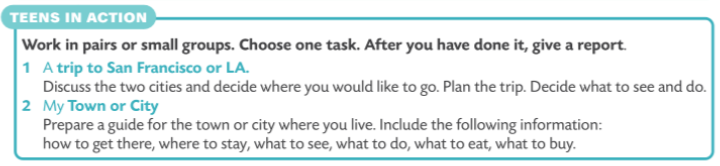 TEENS IN ACTION
Work in pairs or small groups. Choose one task. After you have done it, give a report.
1 A trip to San Francisco or LA.
Discuss the two cities and decide where you would like to go. Plan the trip. Decide what to see and do.
2 My Town or City
Prepare a guide for the town or city where you live. Include the following information:
how to get there, where to stay, what to see, what to do, what to eat, what to buy.